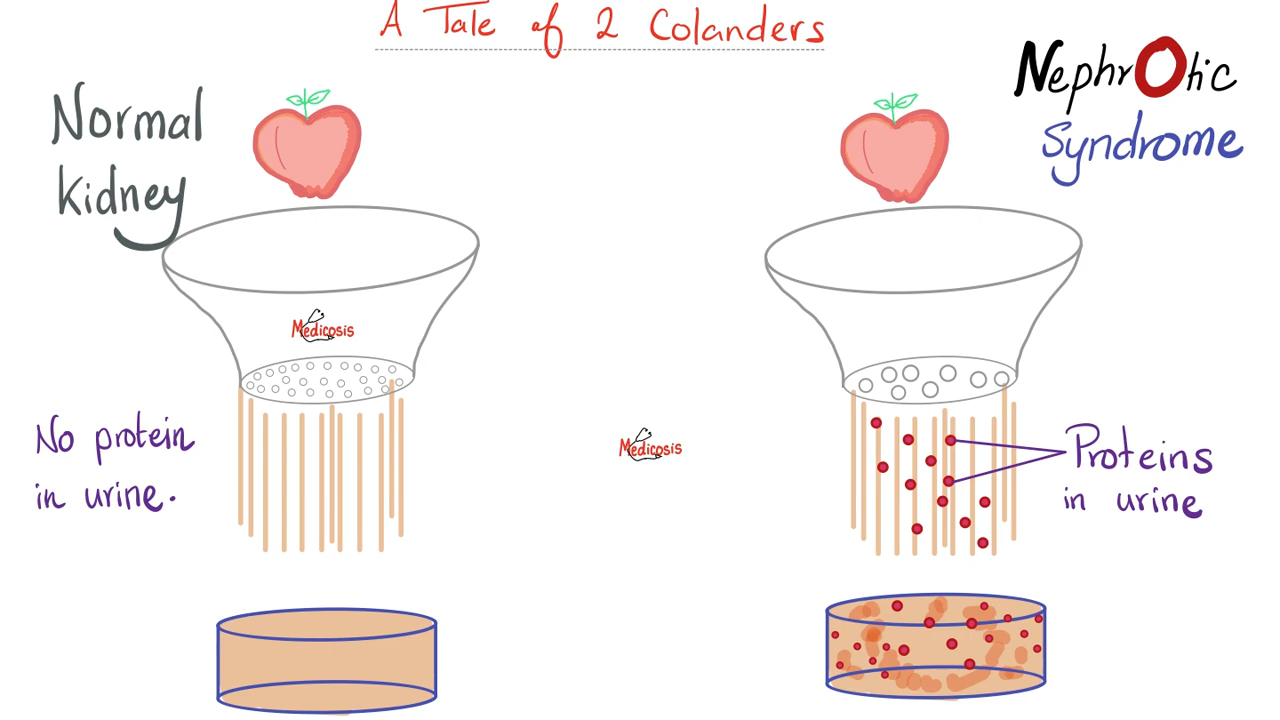 A Tale of 2 Colanders
Normal
kidney
NephrOtic
Syndrome
Medicosis
No protein
in urine.
Medicosis
Proteins
in urine